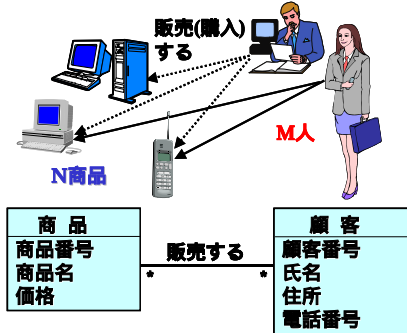 販売(購入)
する
M人
N商品
商 品
商品番号
商品名
価格
販売する
*
*
顧 客
顧客番号
氏名
住所
電話番号